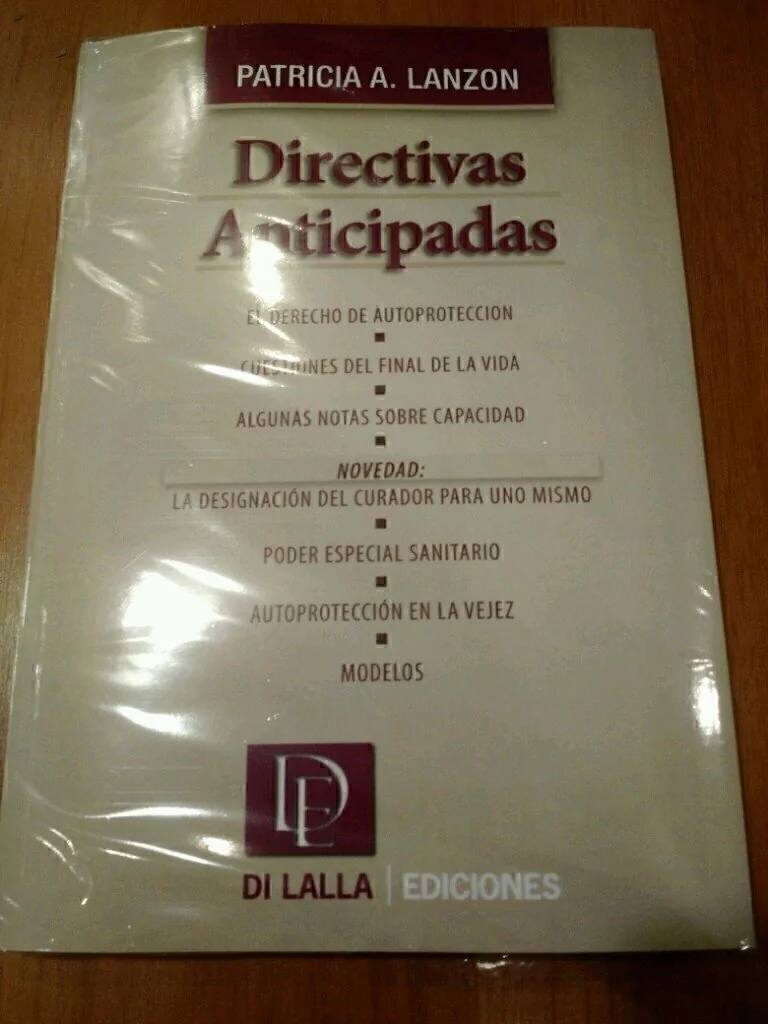 PATRICIA A. LANZON
Directivas
Anticipadas
EL DERECHO DE AUTOPROTECCION
CUESTIONES DEL FINAL DE LA VIDA
ALGUNAS NOTAS SOBRE CAPACIDAD
NOVEDAD:
LA DESIGNACIÓN DEL CURADOR PARA UNO MISMO
PODER ESPECIAL SANITARIO
AUTOPROTECCIÓN EN LA VEJEZ
MODELOS
DE
DI LALLA | EDICIONES